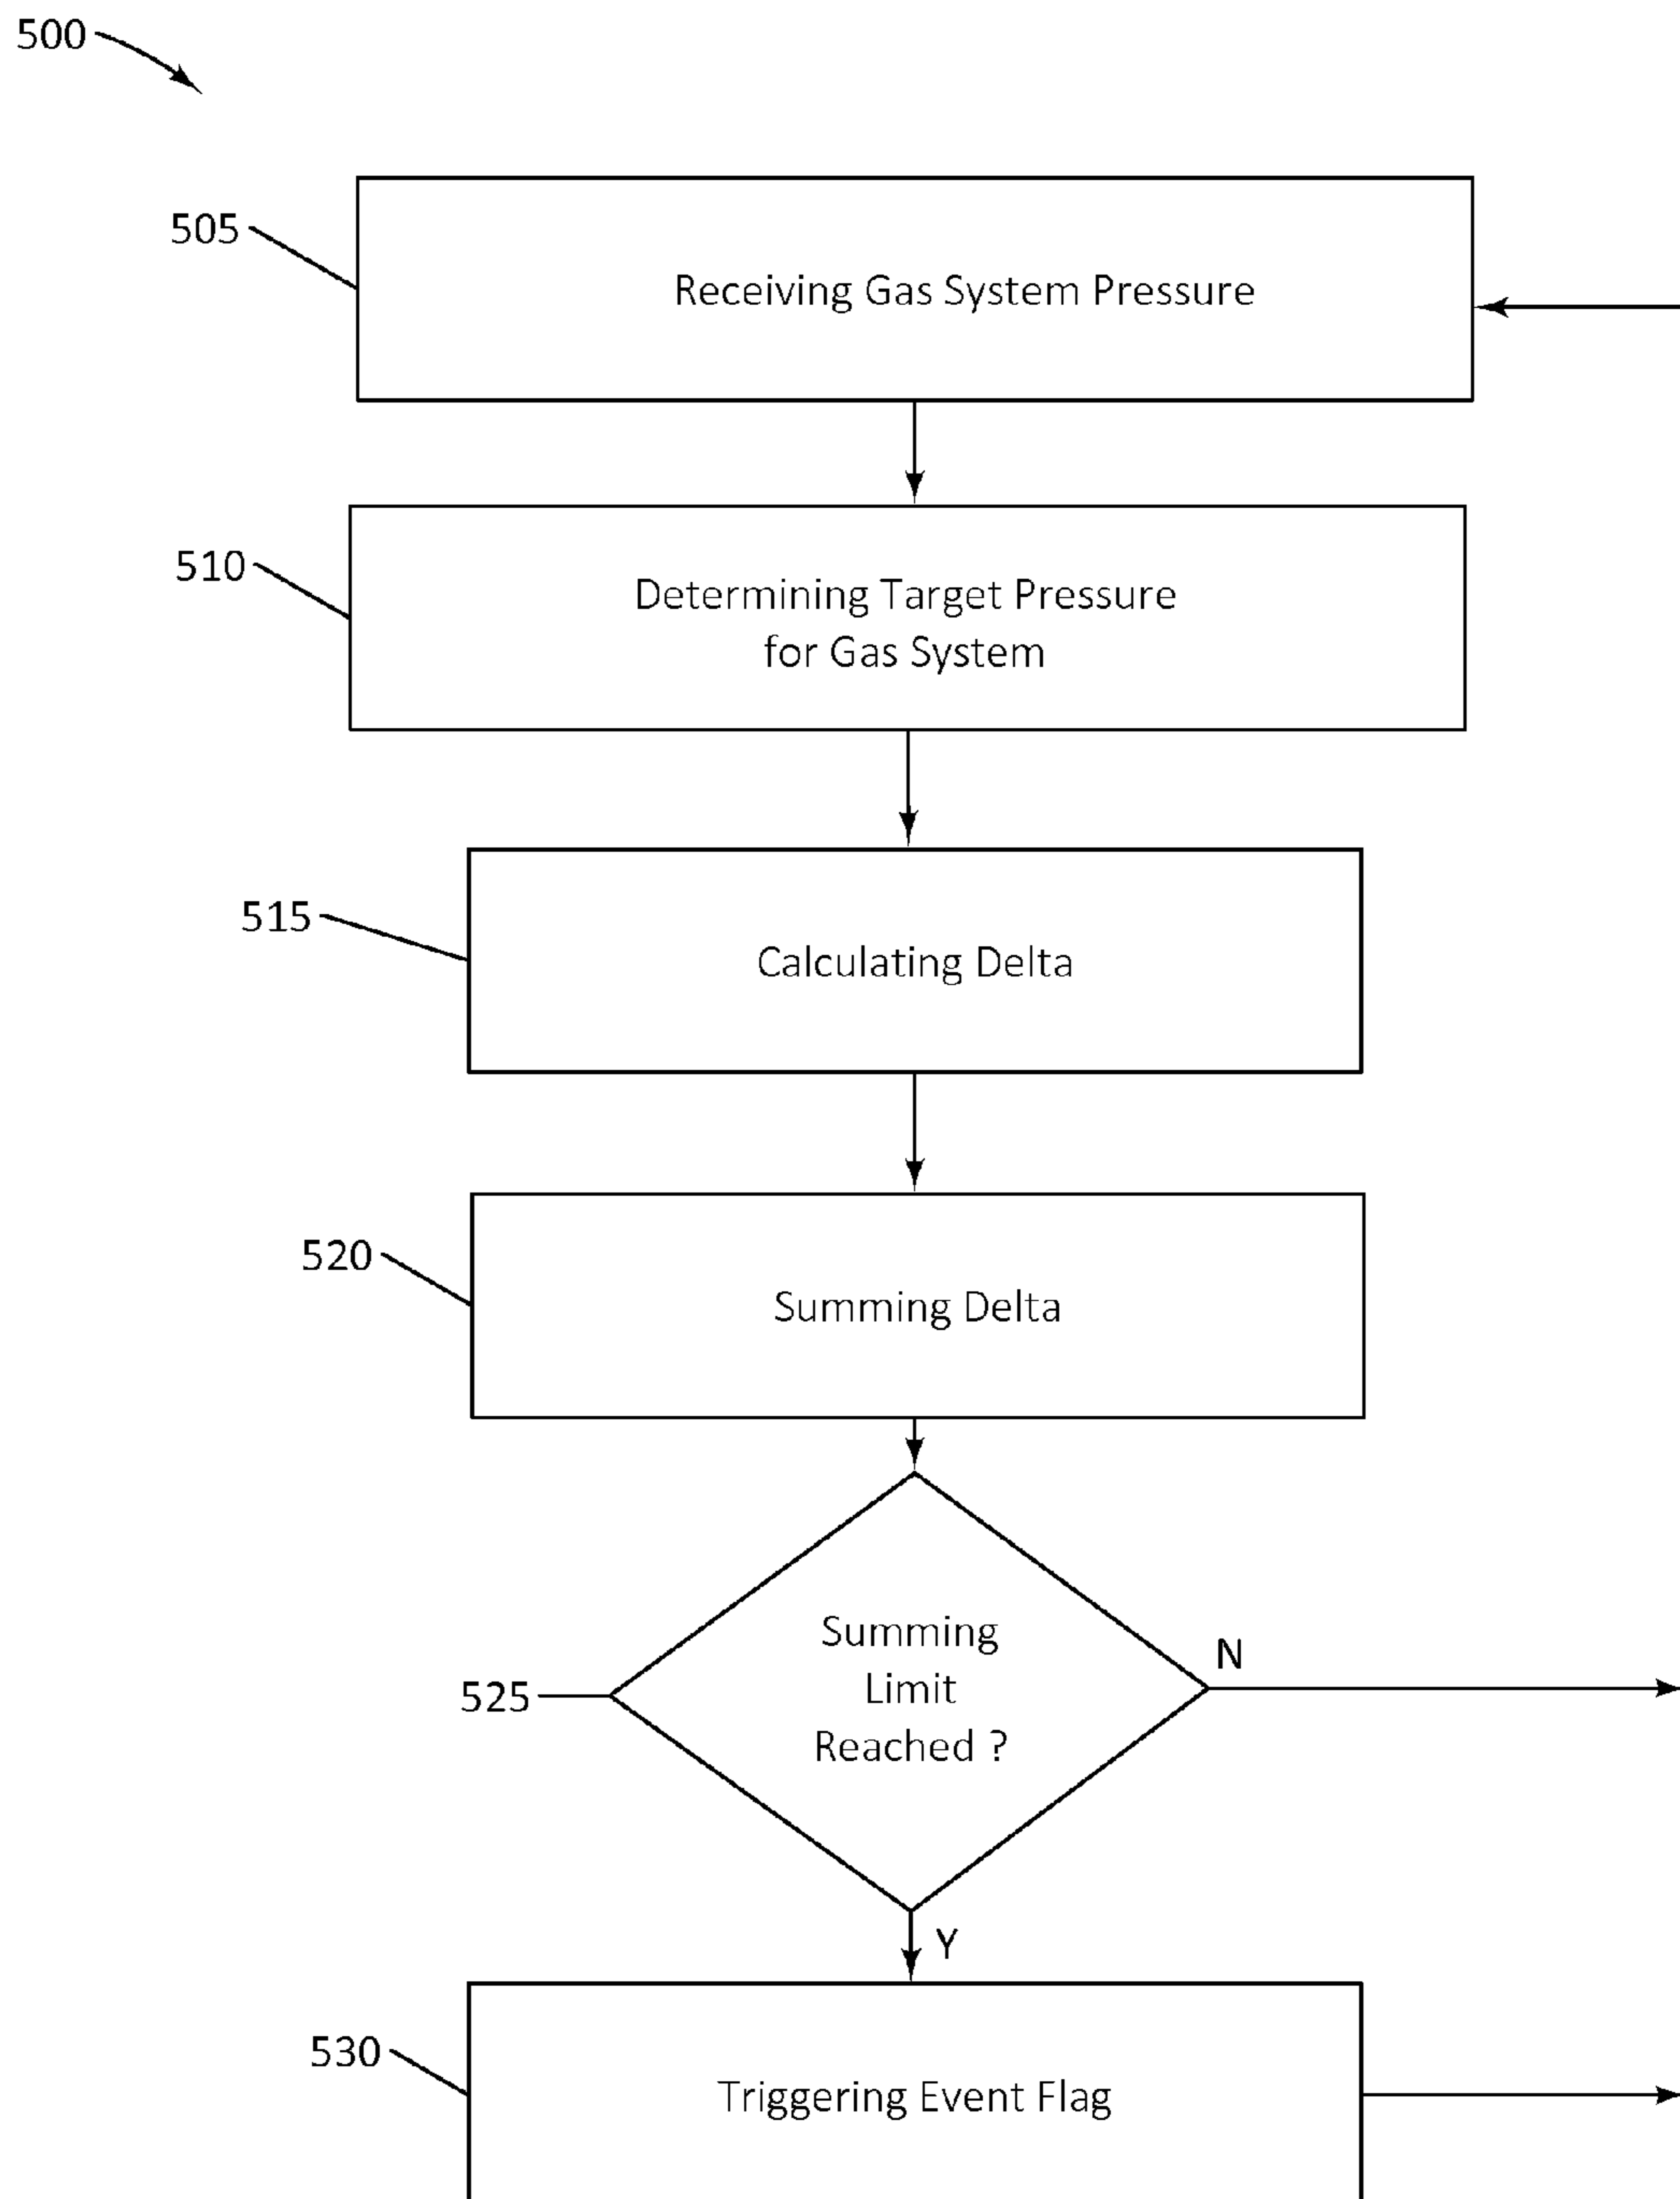 500
505
Receiving Gas System Pressure
510
Determining Target Pressure
for Gas System
515
Calculating Delta
520
Summing Delta
525
Summing
Limit
Reached ?
N
Y
530
Triggering Event Flag